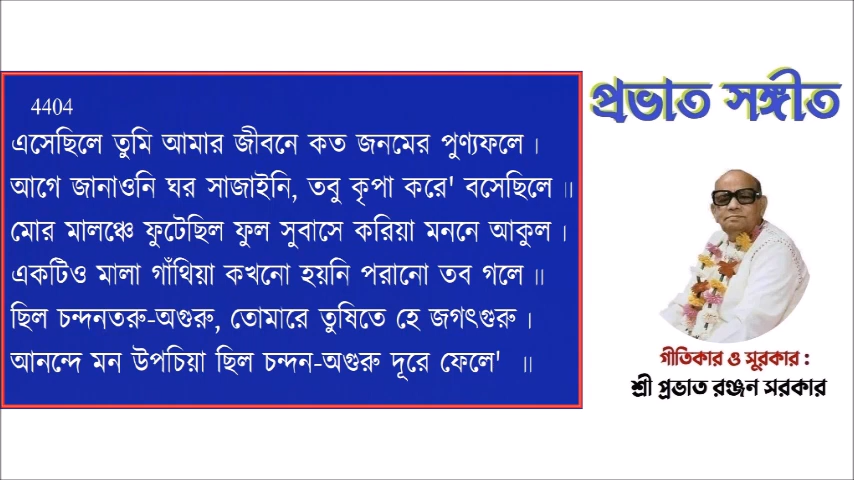 4404
এসেছিলে তুমি আমার জীবনে কত জনমের পুণ্যফলে ।
আগে জানাওনি ঘর সাজাইনি, তবু কৃপা করে' বসেছিলে ॥
মোর মালঞ্চে ফুটেছিল ফুল সুবাসে করিয়া মননে আকুল ।
একটিও মালা গাঁথিয়া কখনো হয়নি পরানো তব গলে ॥
ছিল চন্দনতরু-অগুরু, তোমারে তুষিতে হে জগৎগুরু ।
আনন্দে মন উপচিয়া ছিল চন্দন-অগুরু দূরে ফেলে' ॥
প্রভাত সঙ্গীত
গীতিকার ও সুরকার :
শ্রী প্রভাত রঞ্জন সরকার